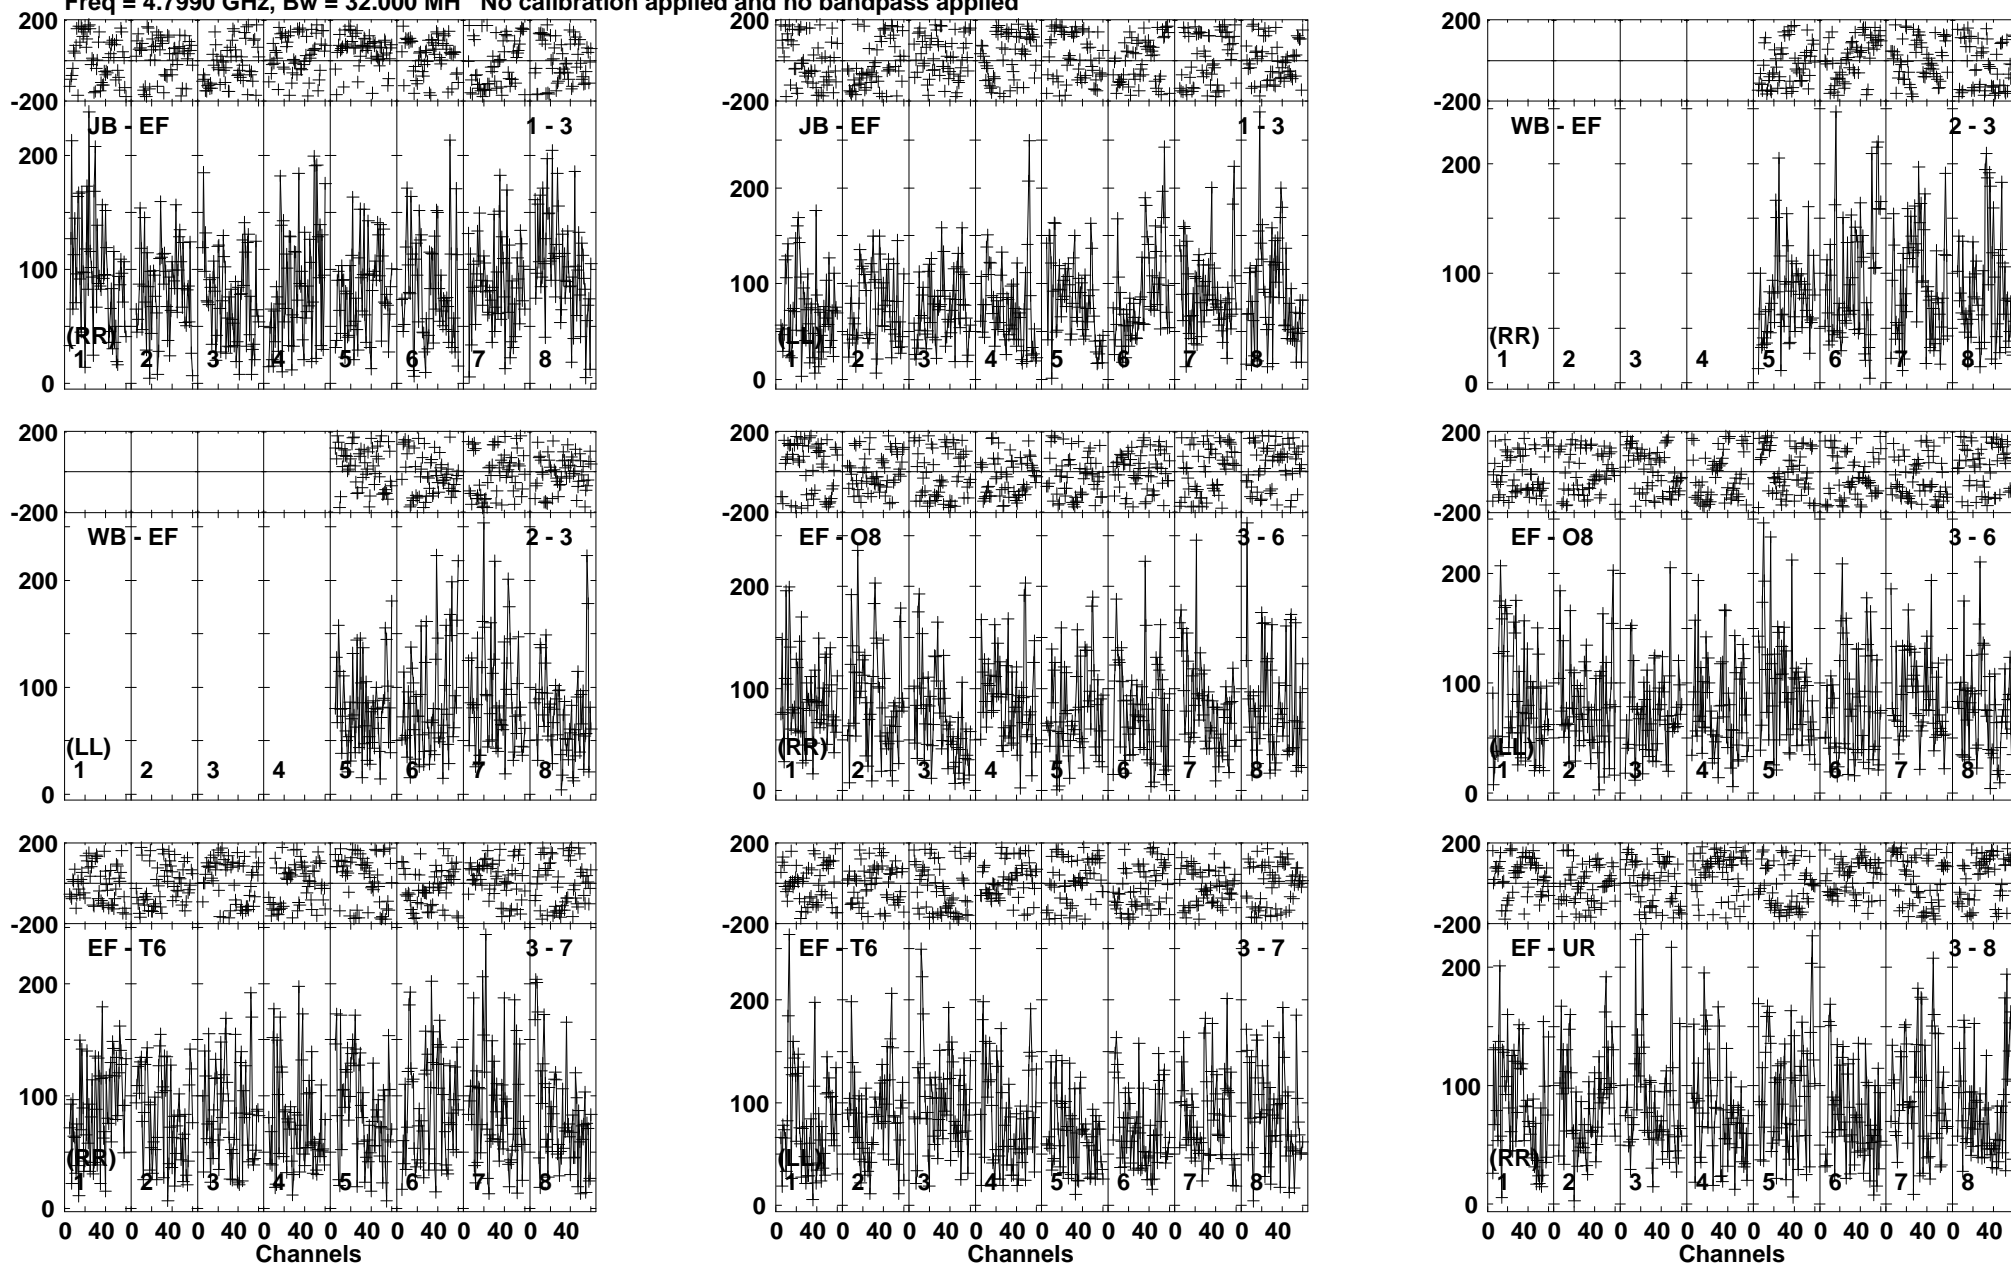 Freq = 4.7990 GHz, Bw = 32.000 MH No calibration applied and no bandpass applied
200 200 200
-200 -200 -200
JB - EF 1 - 3 JB - EF 1 - 3 WB - EF 2 - 3
200 200 200
100 100 100
(RR) (LL) (RR)
1 2 3 4 5 6 7 8 1 2 3 4 5 6 7 8 1 2 3 4 5 6 7 8
0 0 0
200 200 200
-200 -200 -200
WB - EF 2 - 3 EF - O8 3 - 6 EF - O8 3 - 6
200 200 200
100 100 100
(LL) (RR) (LL)
1 2 3 4 5 6 7 8 1 2 3 4 5 6 7 8 1 2 3 4 5 6 7 8
0 0 0
200 200 200
-200 -200 -200
EF - T6 3 - 7 EF - T6 3 - 7 EF - UR 3 - 8
200 200 200
100 100 100
(RR) (LL) (RR)
1 2 3 4 5 6 7 8 1 2 3 4 5 6 7 8 1 2 3 4 5 6 7 8
0 0 0
0 40 0 40 0 40 0 40 0 40 0 40 0 40 0 40 0 40 0 40 0 40 0 40 0 40 0 40 0 40 0 40 0 40 0 40 0 40 0 40 0 40 0 40 0 40 0 40
Channels Channels Channels